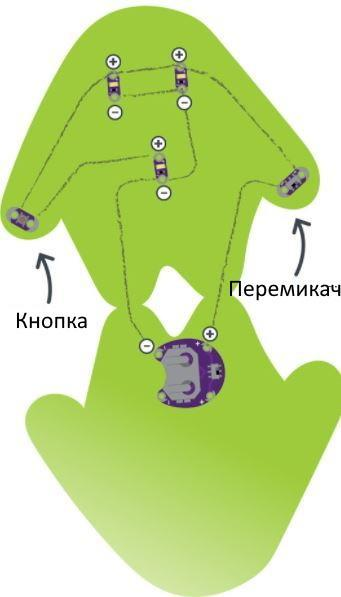 + +
− −
+
−
Перемикач
Кнопка
− +